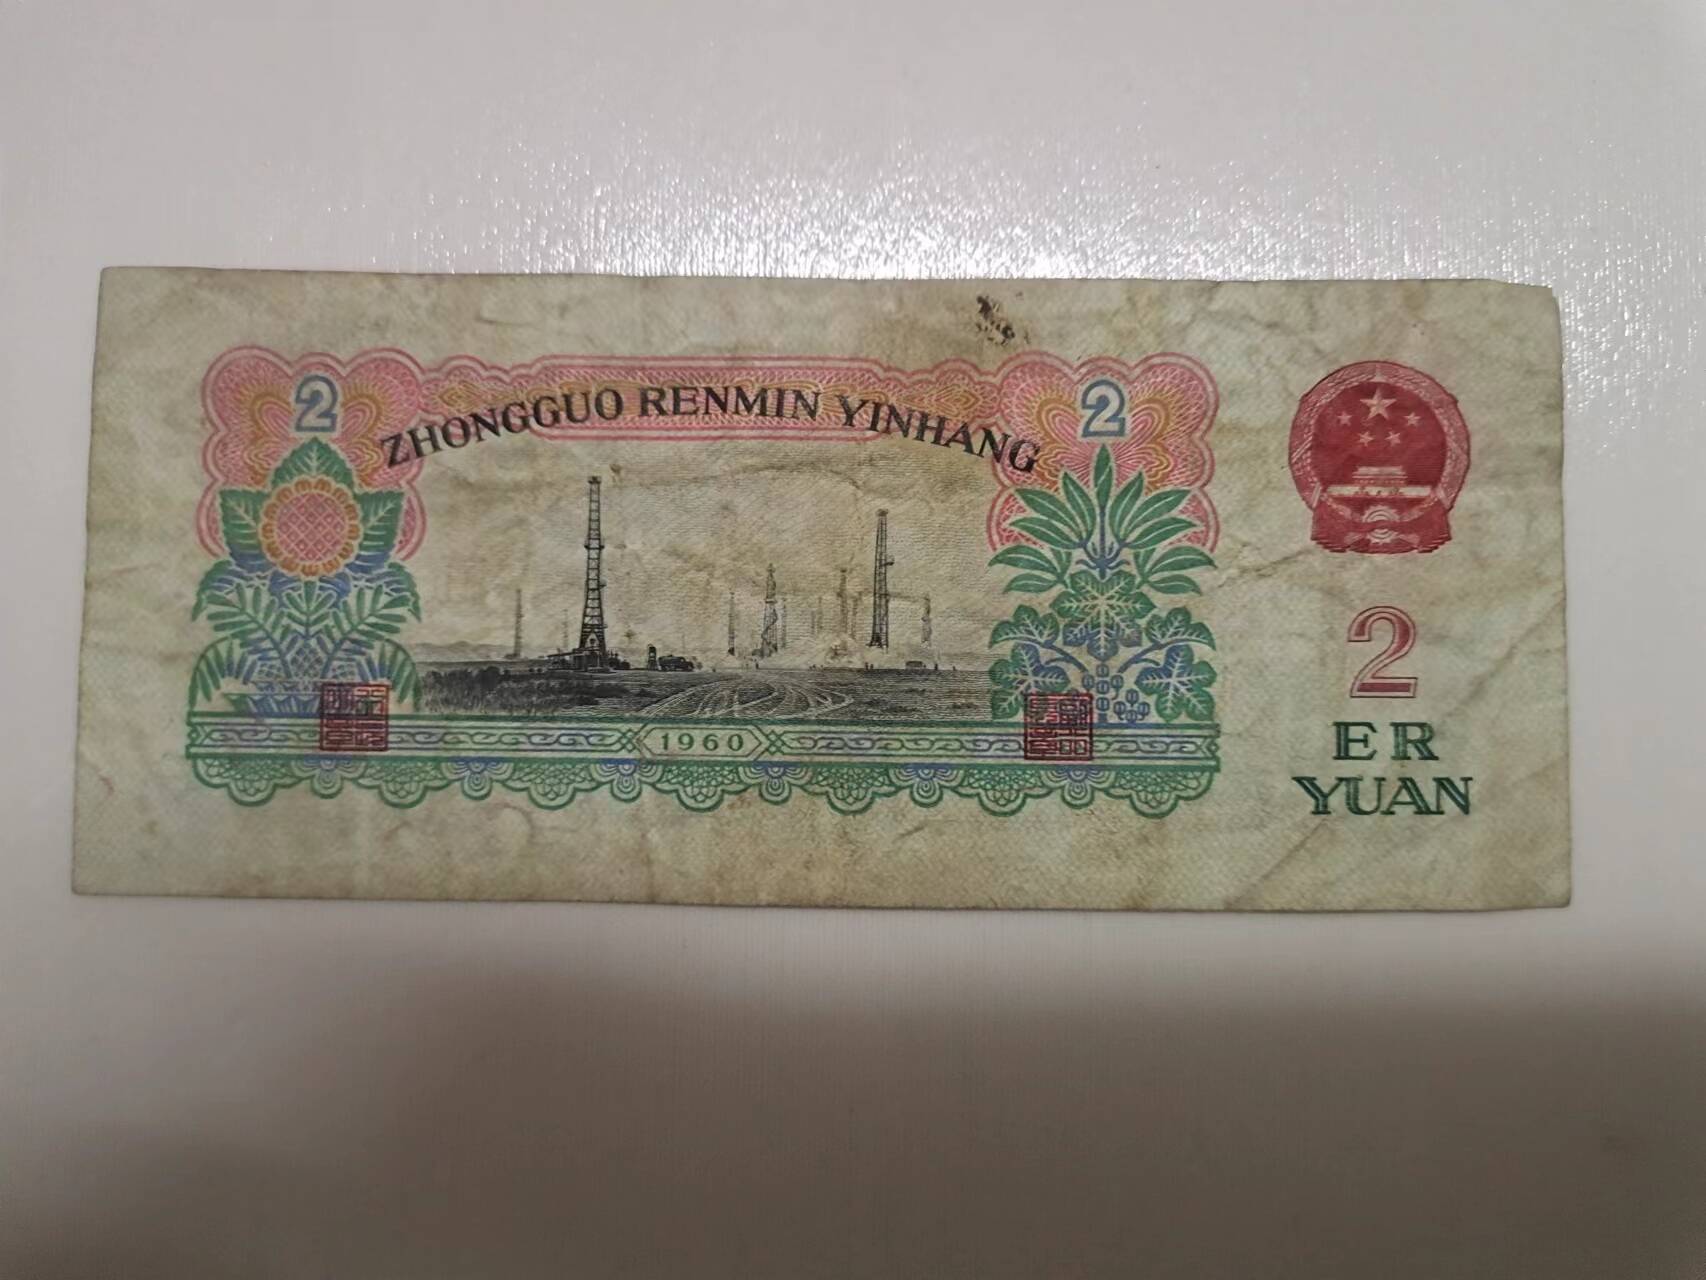 2
ZHONGGUO RENMIN YINHANG
2
1960
2
ER
YUAN